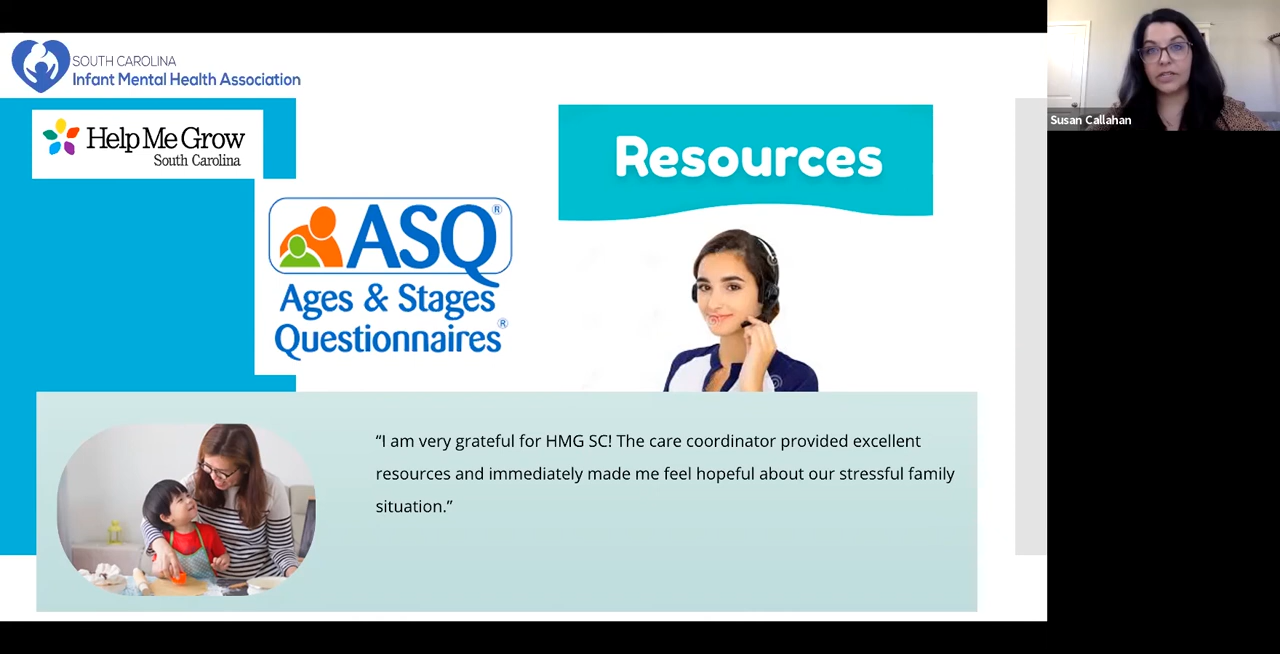 SOUTH CAROLINA
Infant Mental Health Association
Susan Callahan
Help Me Grow
South Carolina
Resources
ASQ®
Ages & Stages
Questionnaires®
“I am very grateful for HMG SC! The care coordinator provided excellent
resources and immediately made me feel hopeful about our stressful family
situation.”